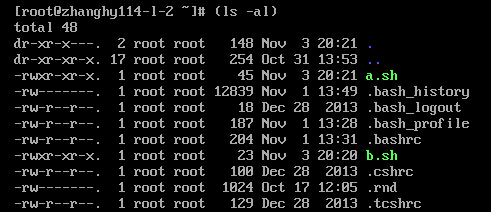 [root@zhanghy114-l-2 ~]# (ls -al)
total 48
dr-xr-x---.  2 root root   148 Nov  3 20:21 .
dr-xr-xr-x. 17 root root   254 Oct 31 13:53 ..
-rwxr-xr-x.  1 root root    45 Nov  3 20:21 a.sh
-rw-------.  1 root root 12839 Nov  1 13:49 .bash_history
-rw-r--r--.  1 root root    18 Dec 28  2013 .bash_logout
-rw-r--r--.  1 root root   187 Nov  1 13:28 .bash_profile
-rw-r--r--.  1 root root   204 Nov  1 13:31 .bashrc
-rwxr-xr-x.  1 root root    23 Nov  3 20:20 b.sh
-rw-r--r--.  1 root root   100 Dec 28  2013 .cshrc
-rw-------.  1 root root  1024 Oct 17 12:05 .rnd
-rw-r--r--.  1 root root   129 Dec 28  2013 .tcshrc